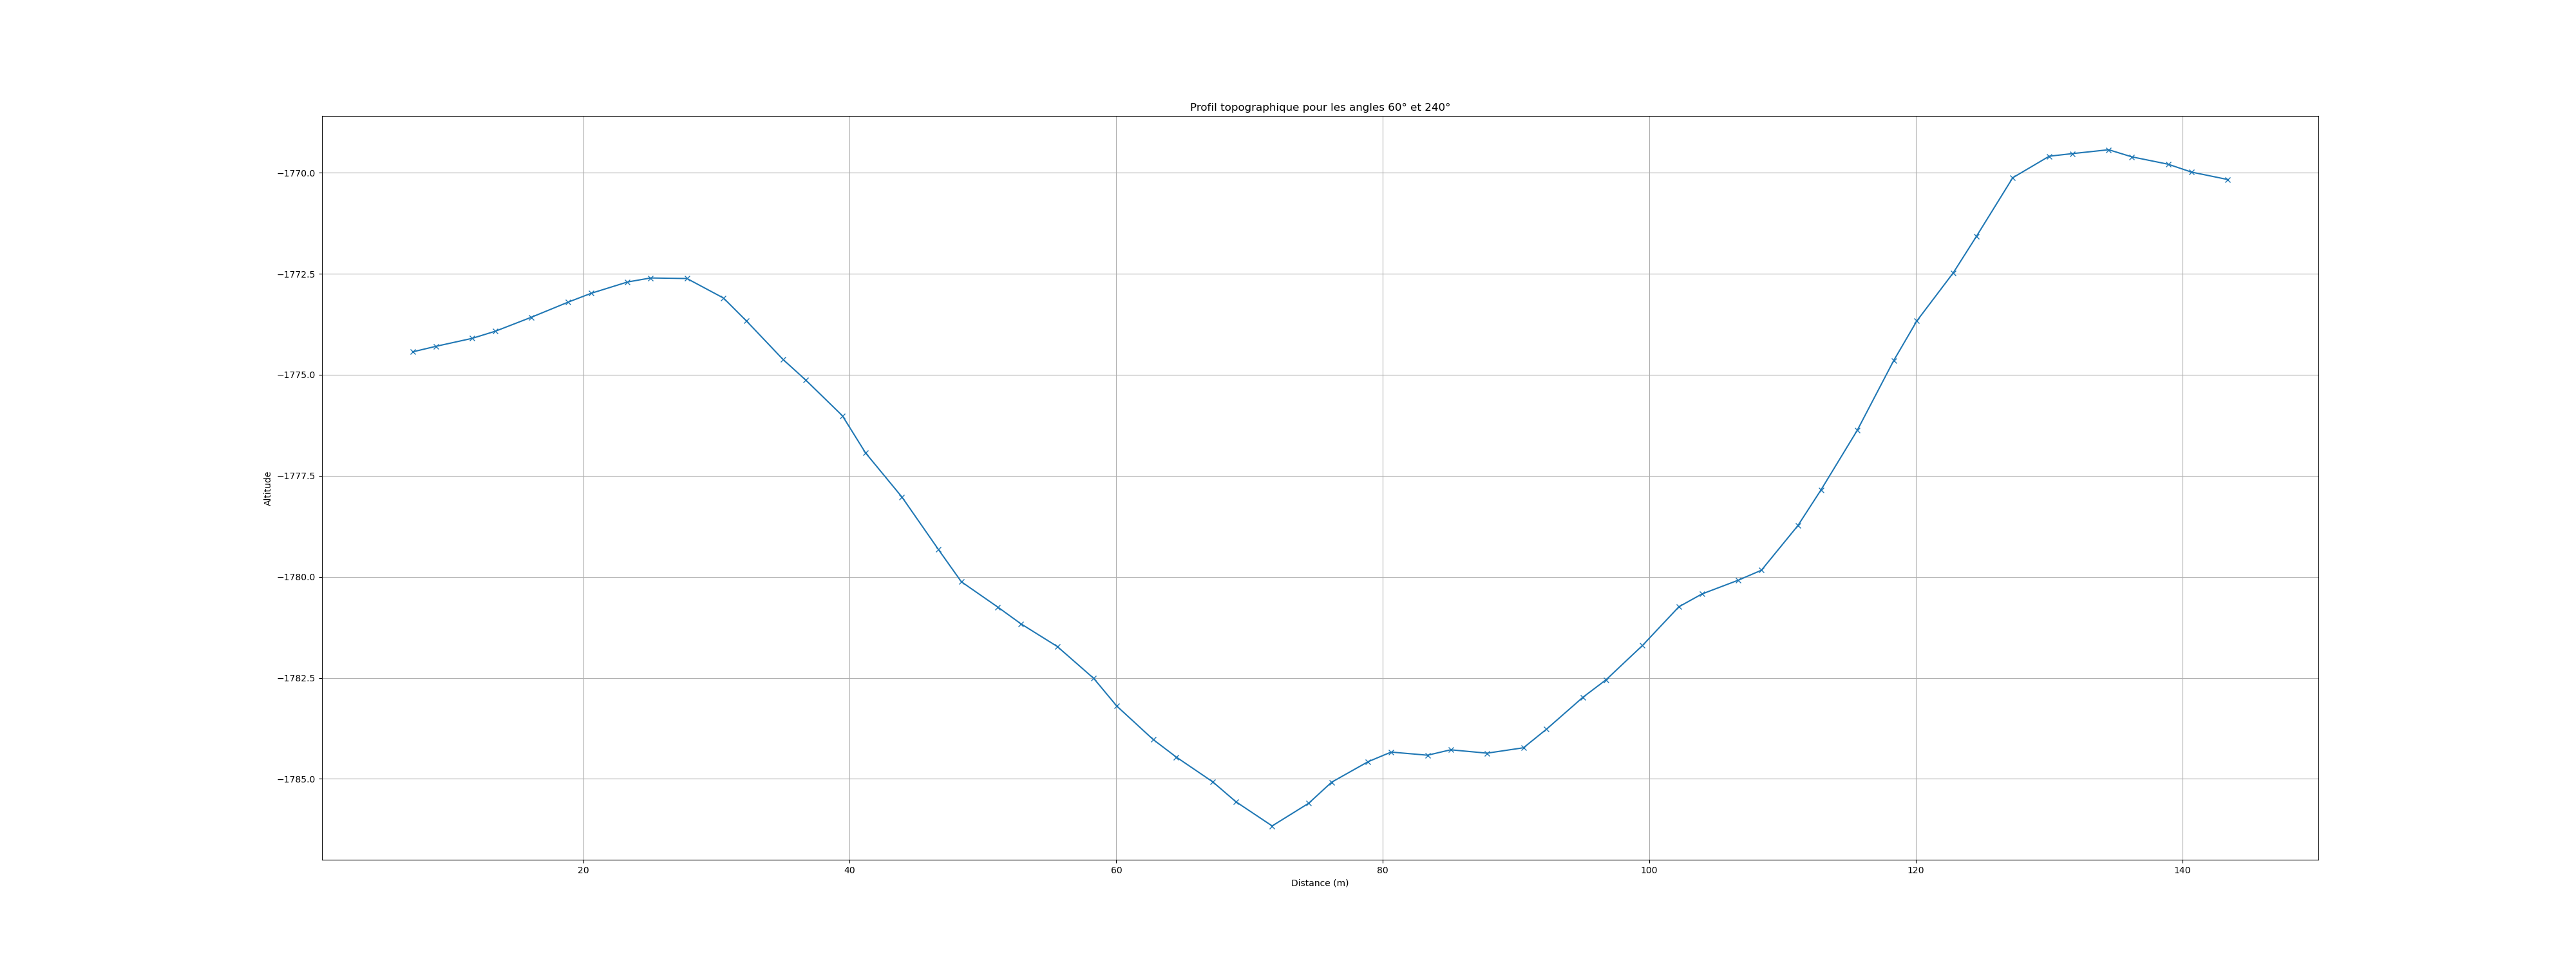 Profil topographique pour les angles 60° et 240°
−1770.0
−1772.5
−1775.0
−1777.5
Altitude
−1780.0
−1782.5
−1785.0
20 40 60 80 100 120 140
Distance (m)